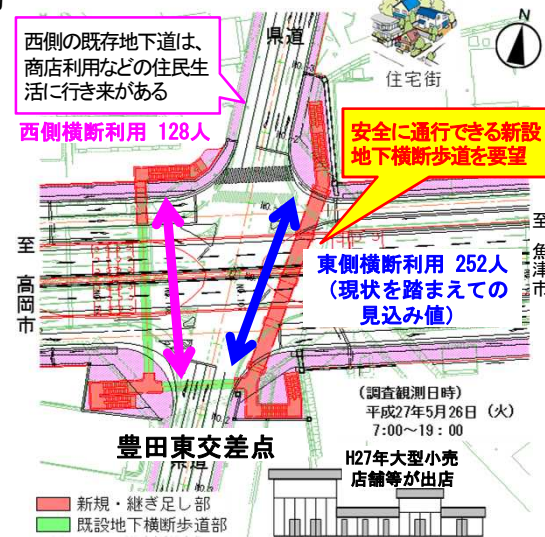 西側の既存地下道は、
商店利用などの住民生
活に行き来がある
西側横断利用 128人
県道
住宅街
N
安全に通行できる新設
地下横断歩道を要望
至 高岡市
至 魚津市
東側横断利用 252人
（現状を踏まえての
見込み値）
（調査観測日時）
平成27年5月26日（火）
7:00～19：00
豊田東交差点
県道
H27年大型小売
店舗等が出店
新規・継ぎ足し部
既設地下横断歩道部